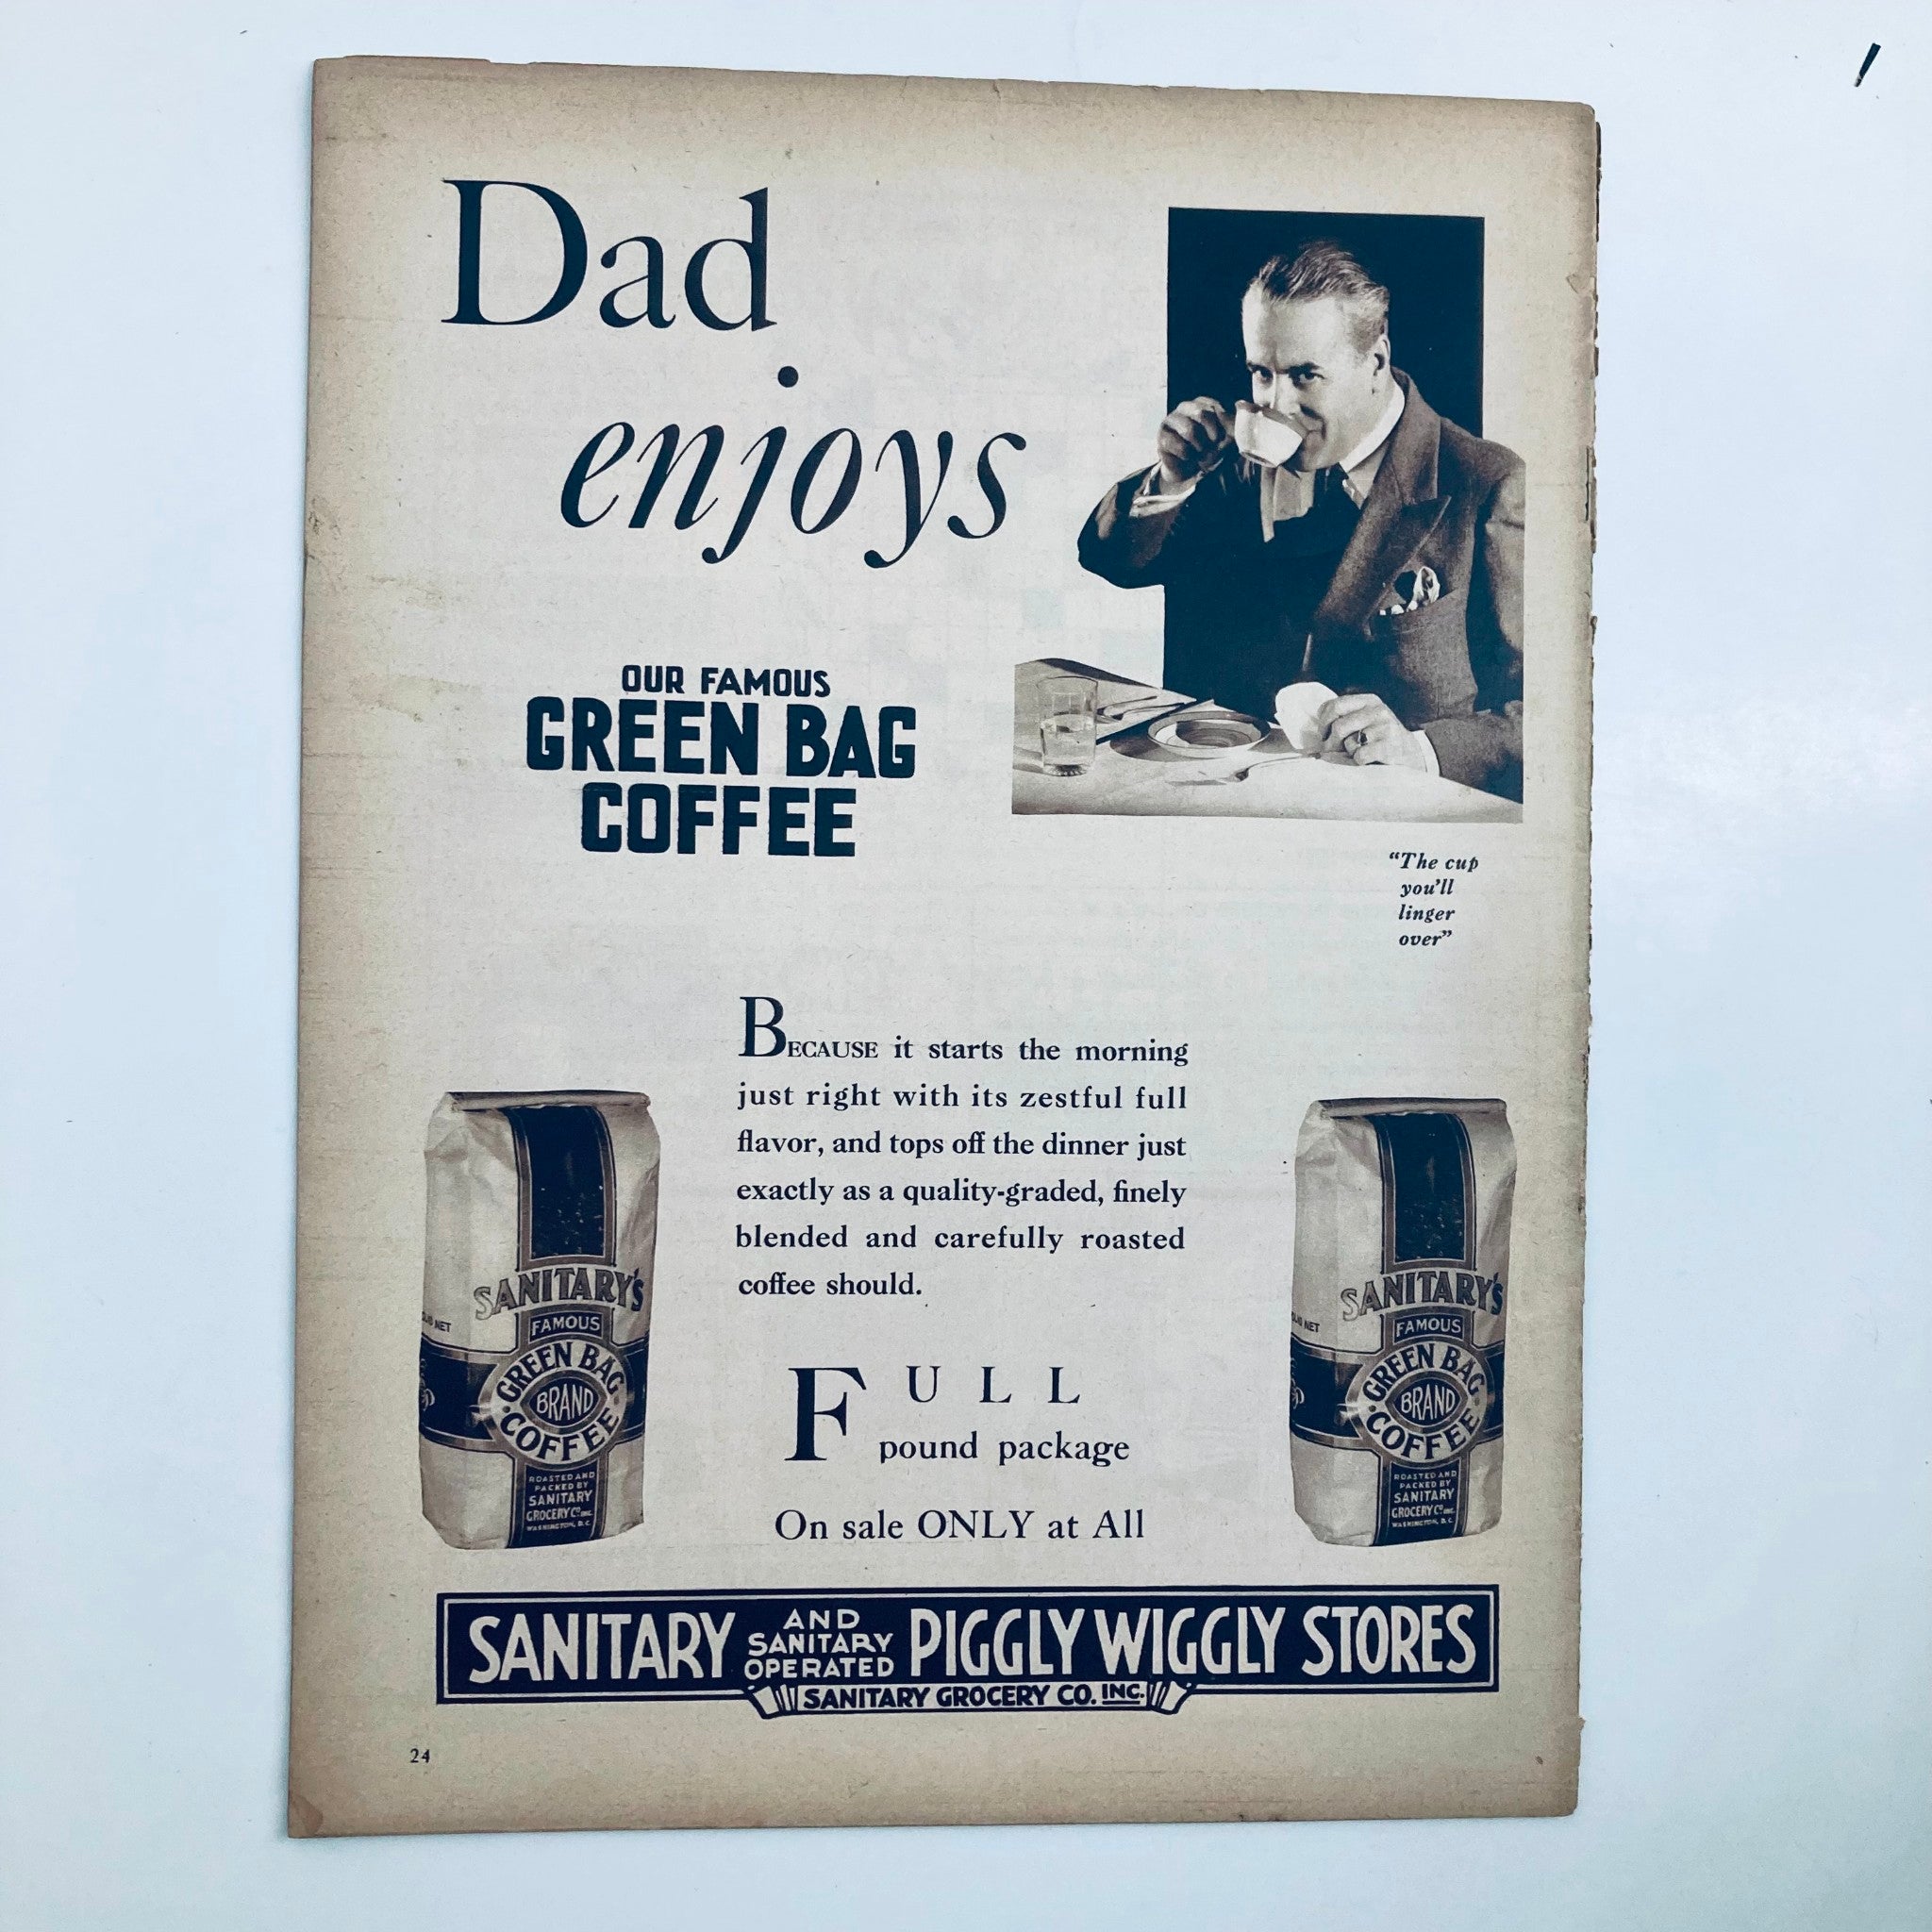 Dad
enjoys
OUR FAMOUS
GREEN BAG
COFFEE
“The cup
you’ll
linger
over”
BECAUSE it starts the morning
just right with its zestful full
flavor, and tops off the dinner just
exactly as a quality-graded, finely
blended and carefully roasted
coffee should.
SANITARY'S
FAMOUS
GREEN BAG
BRAND
COFFEE
ROASTED AND
PACKED BY
SANITARY
GROCERY CO. INC.
WASHINGTON, D.C.
NET
FULL
pound package
On sale ONLY at All
SANITARY'S
FAMOUS
GREEN BAG
BRAND
COFFEE
ROASTED AND
PACKED BY
SANITARY
GROCERY CO. INC.
WASHINGTON, D.C.
NET
SANITARY AND SANITARY OPERATED PIGGLY WIGGLY STORES
SANITARY GROCERY CO. INC.
24